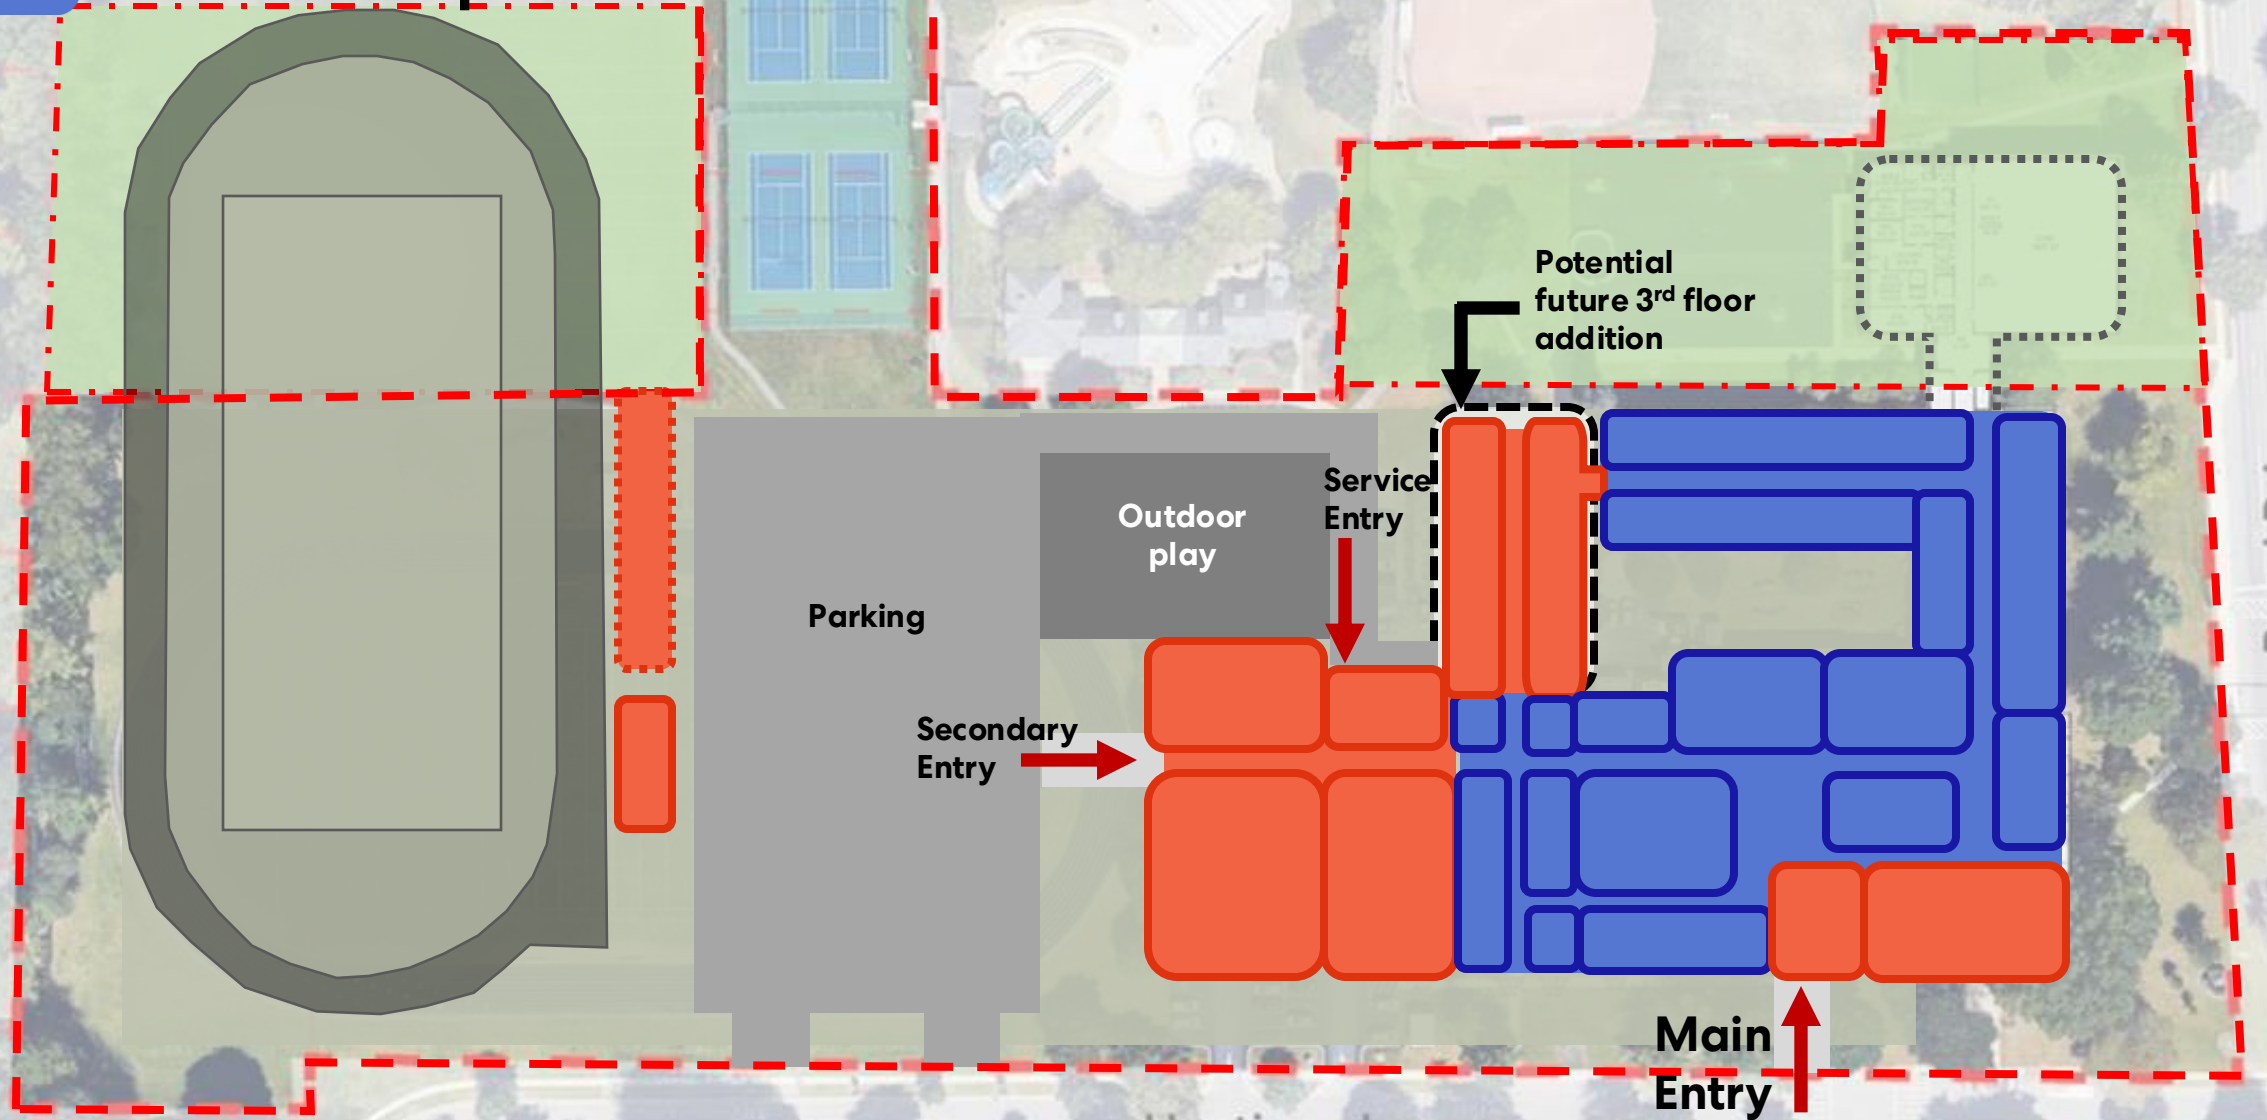 Potential
future 3rd floor
addition
Service
Entry
Outdoor
play
Parking
Secondary
Entry
Main
Entry